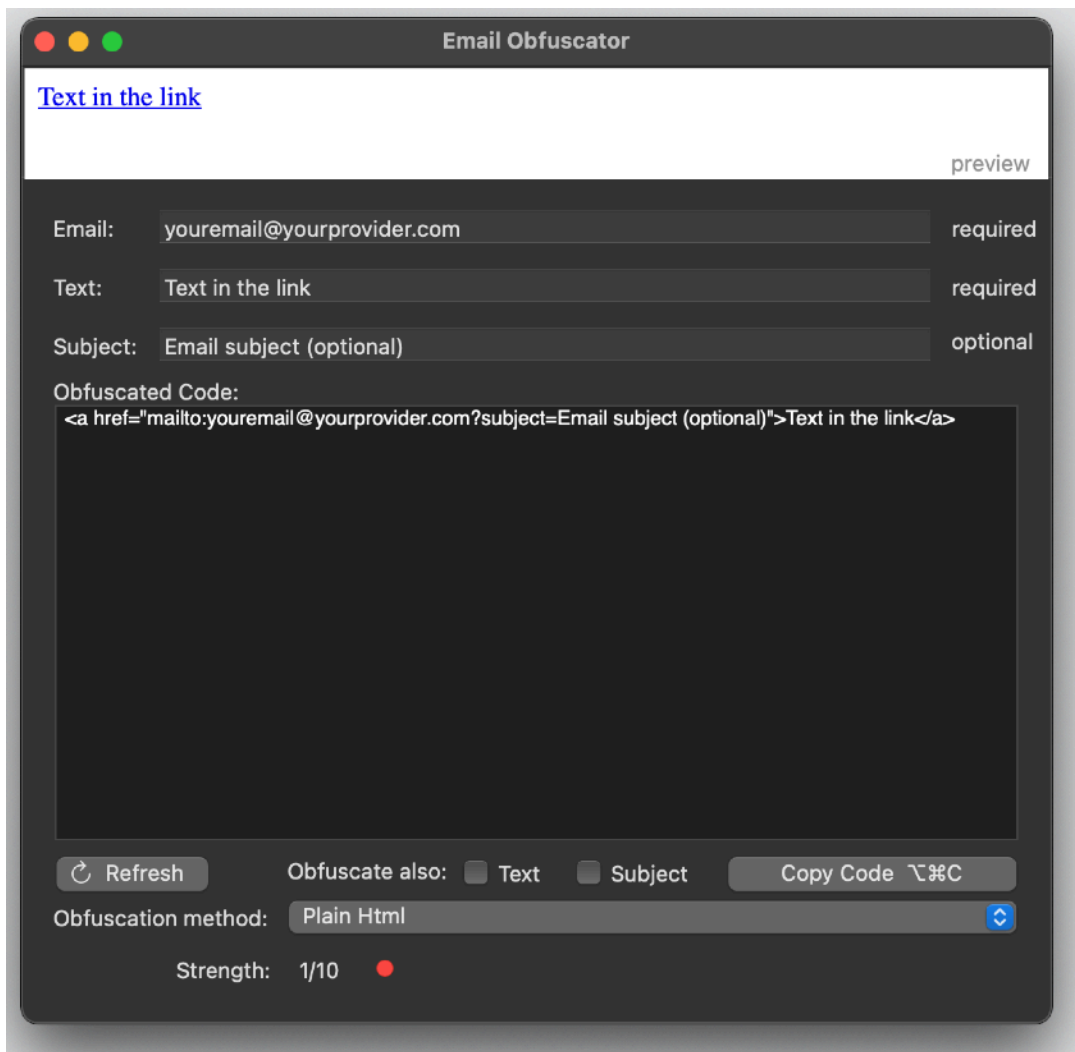 Email Obfuscator
Text in the link
preview
Email: youremail@yourprovider.com required
Text: Text in the link required
Subject: Email subject (optional) optional
Obfuscated Code:
<a href="mailto:youremail@yourprovider.com?subject=Email subject (optional)">Text in the link</a>
Refresh Obfuscate also: Text Subject Copy Code ⌥⌘C
Obfuscation method: Plain Html
Strength: 1/10